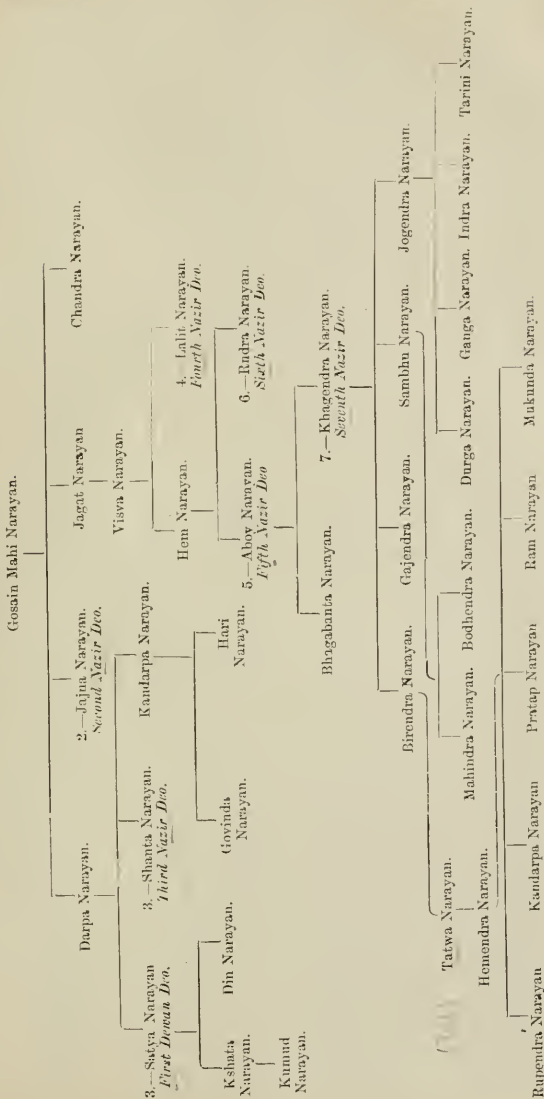 Gosain Mahi Narayan.
Darpa Narayan.
2.—Jajna Narayan.
Second Nazir Deo.
Jagat Narayan
Chandra Narayan.
Visva Narayan.
3.—Satya Narayan
First Dewan Deo.
3.—Shanta Narayan.
Third Nazir Deo.
Kandarpa Narayan.
Hem Narayan.
4.—Lalit Narayan.
Fourth Nazir Deo.
Kshata
Narayan.
Din Narayan.
Govinda
Narayan.
Hari
Narayan.
5.—Aboy Narayan.
Fifth Nazir Deo
6.—Rudra Narayan.
Sixth Nazir Deo.
Kumud
Narayan.
Bhagabanta Narayan.
7.—Khagendra Narayan.
Seventh Nazir Deo.
Birendra Narayan.
Gajendra Narayan.
Sambhu Narayan.
Jogendra Narayan.
Tatwa Narayan.
Mahindra Narayan.
Bodhendra Narayan.
Durga Narayan.
Ganga Narayan.
Indra Narayan.
Tarini Narayan.
Hemendra Narayan.
Rupendra Narayan
Kandarpa Narayan
Pratap Narayan
Ram Narayan
Mukunda Narayan.